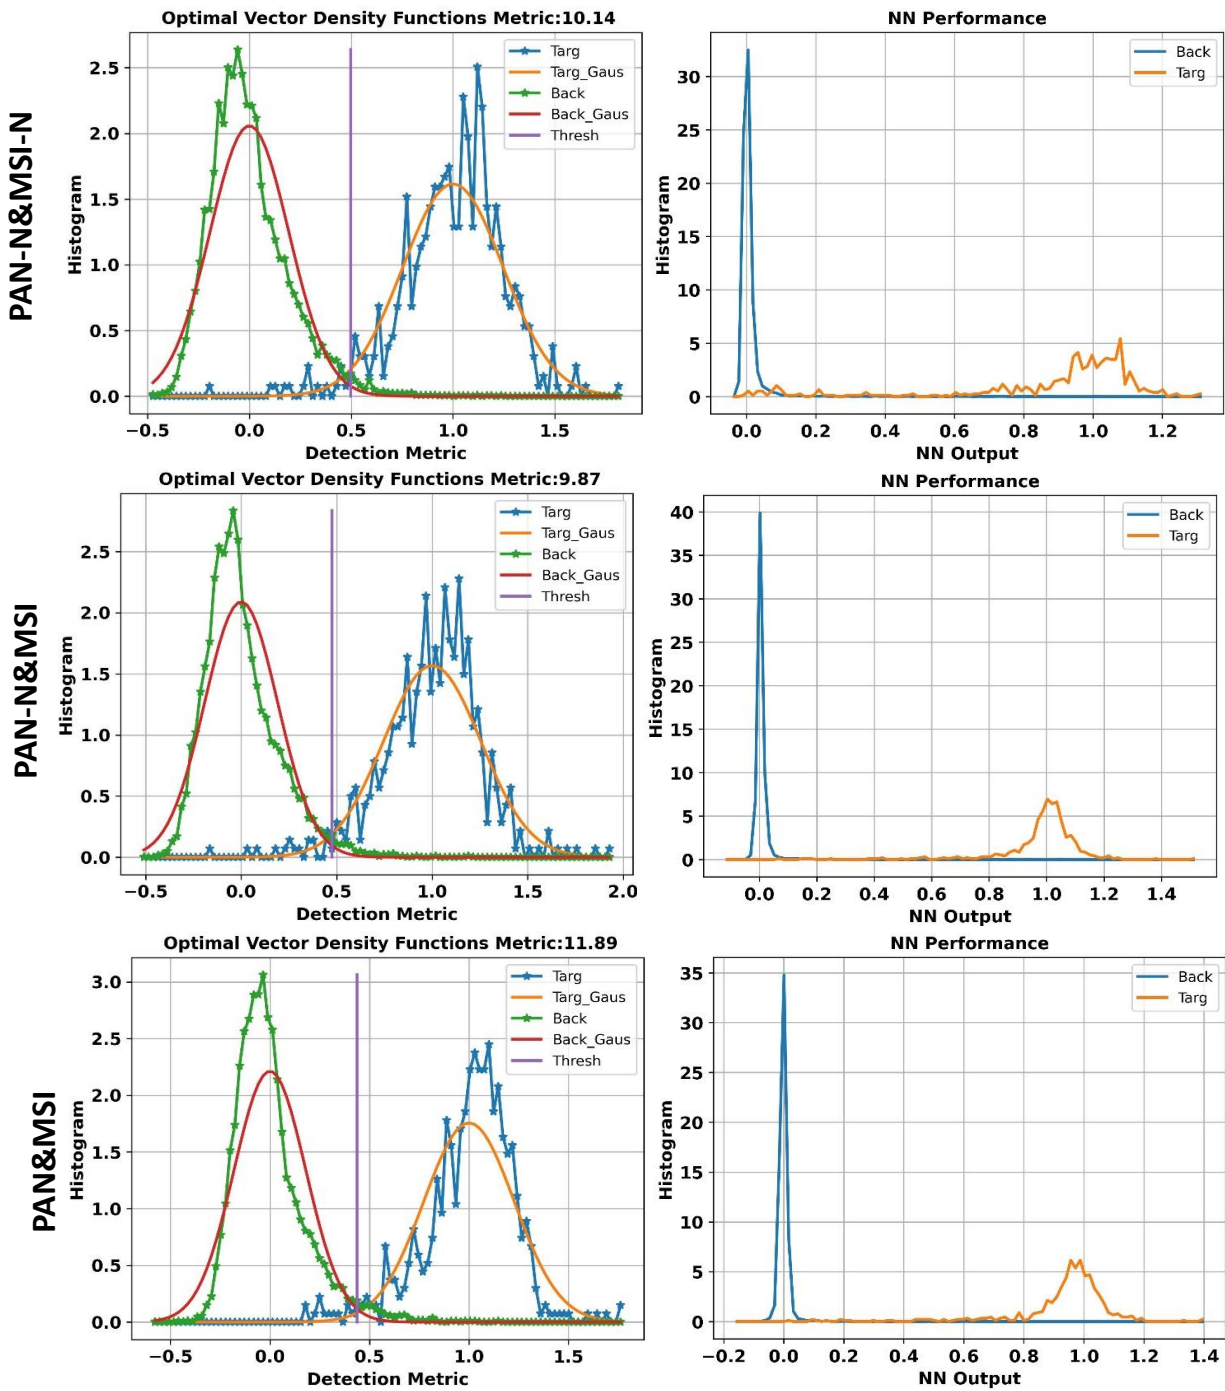 PAN-N&MSI-N
Optimal Vector Density Functions Metric:10.14
Histogram
2.5
2.0
1.5
1.0
0.5
0.0
−0.5 0.0 0.5 1.0 1.5
Detection Metric
Targ
Targ_Gaus
Back
Back_Gaus
Thresh
NN Performance
Histogram
30
25
20
15
10
5
0
0.0 0.2 0.4 0.6 0.8 1.0 1.2
NN Output
Back
Targ
PAN-N&MSI
Optimal Vector Density Functions Metric:9.87
Histogram
2.5
2.0
1.5
1.0
0.5
0.0
−0.5 0.0 0.5 1.0 1.5 2.0
Detection Metric
Targ
Targ_Gaus
Back
Back_Gaus
Thresh
NN Performance
Histogram
40
35
30
25
20
15
10
5
0
0.0 0.2 0.4 0.6 0.8 1.0 1.2 1.4
NN Output
Back
Targ
PAN&MSI
Optimal Vector Density Functions Metric:11.89
Histogram
3.0
2.5
2.0
1.5
1.0
0.5
0.0
−0.5 0.0 0.5 1.0 1.5
Detection Metric
Targ
Targ_Gaus
Back
Back_Gaus
Thresh
NN Performance
Histogram
35
30
25
20
15
10
5
0
−0.2 0.0 0.2 0.4 0.6 0.8 1.0 1.2 1.4
NN Output
Back
Targ